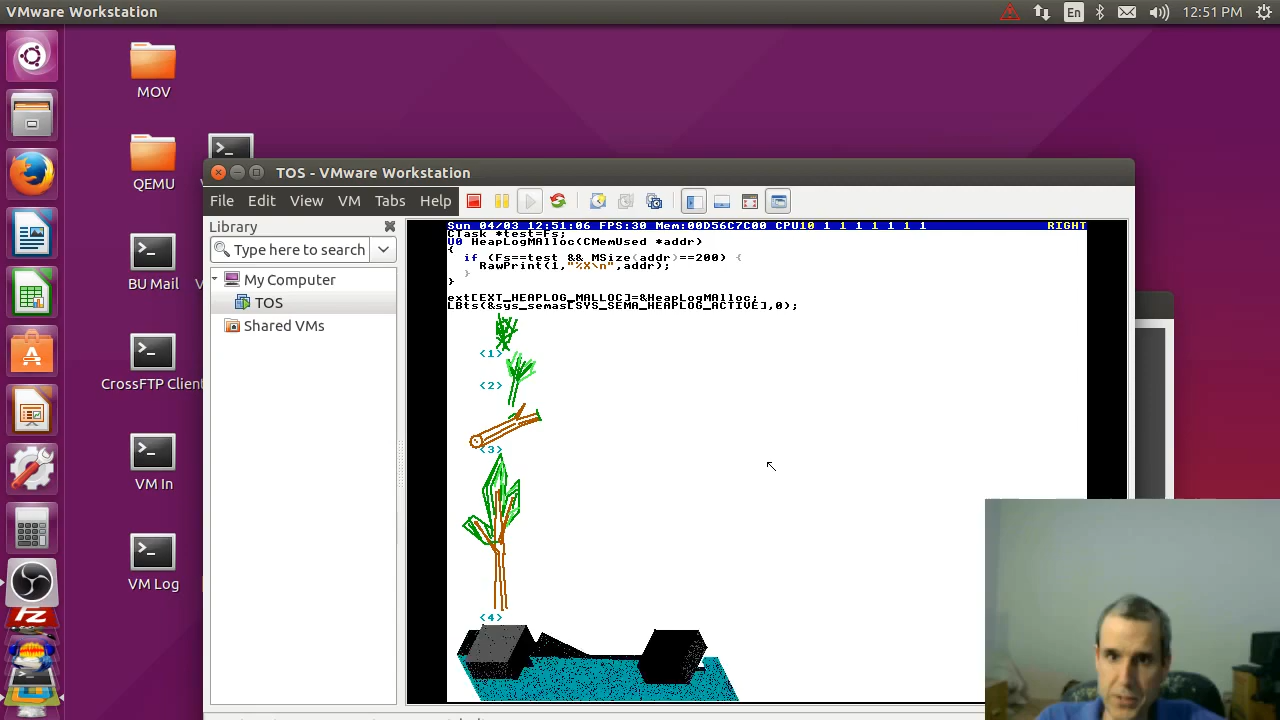 VMware Workstation
En
12:51 PM
MOV
QEMU
BU Mail
CrossFTP Client
VM In
VM Log
TOS - VMware Workstation
File Edit View VM Tabs Help
Library
Type here to search
My Computer
TOS
Shared VMs
Sun 04/03 12:51:06 FPS:30 Mem:00D56C7C00 CPU10 1 1 1 1 1 1 RIGHT
CTask *test=Fs;
U0 HeapLogMAlloc(CMemUsed *addr)
{
if (Fs==test && MSize(addr)==200) {
RawPrint(1,"%X\n",addr);
}
}
ext[EXT_HEAPLOG_MALLOC]=&HeapLogMAlloc;
LBts(&sys_semas[SYS_SEMA_HEAPLOG_ACTIVE],0);
<1>
<2>
<3>
<4>
Fz